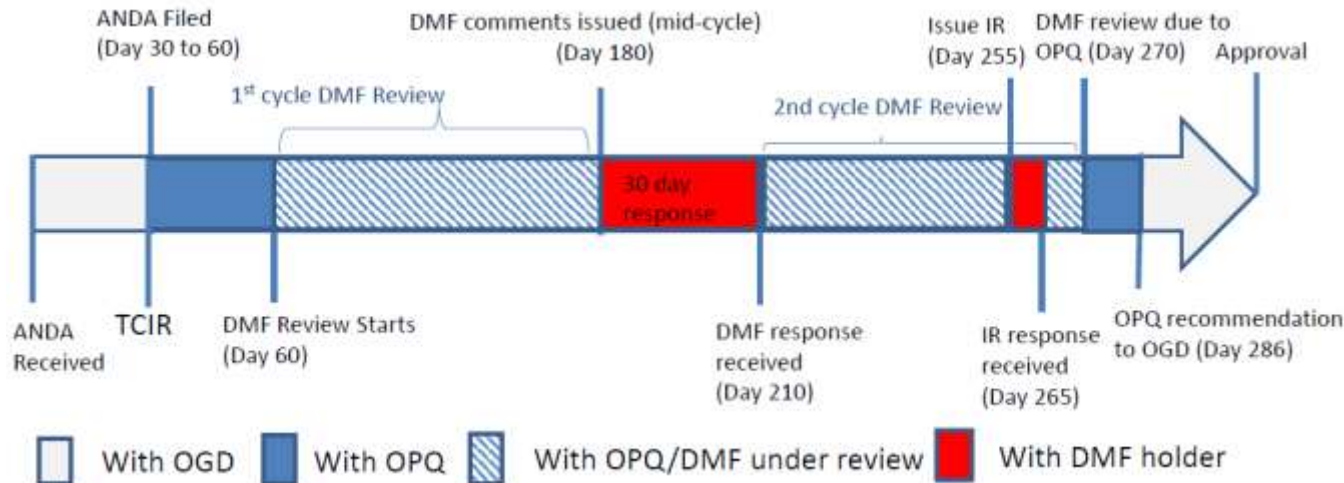 ANDA Filed
(Day 30 to 60)
DMF comments issued (mid-cycle)
(Day 180)
Issue IR
(Day 255)
DMF review due to
OPQ (Day 270)
Approval
1st cycle DMF Review
2nd cycle DMF Review
30 day
response
ANDA
Received
TCIR
DMF Review Starts
(Day 60)
DMF response
received
(Day 210)
IR response
received
(Day 265)
OPQ recommendation
to OGD (Day 286)
With OGD
With OPQ
With OPQ/DMF under review
With DMF holder